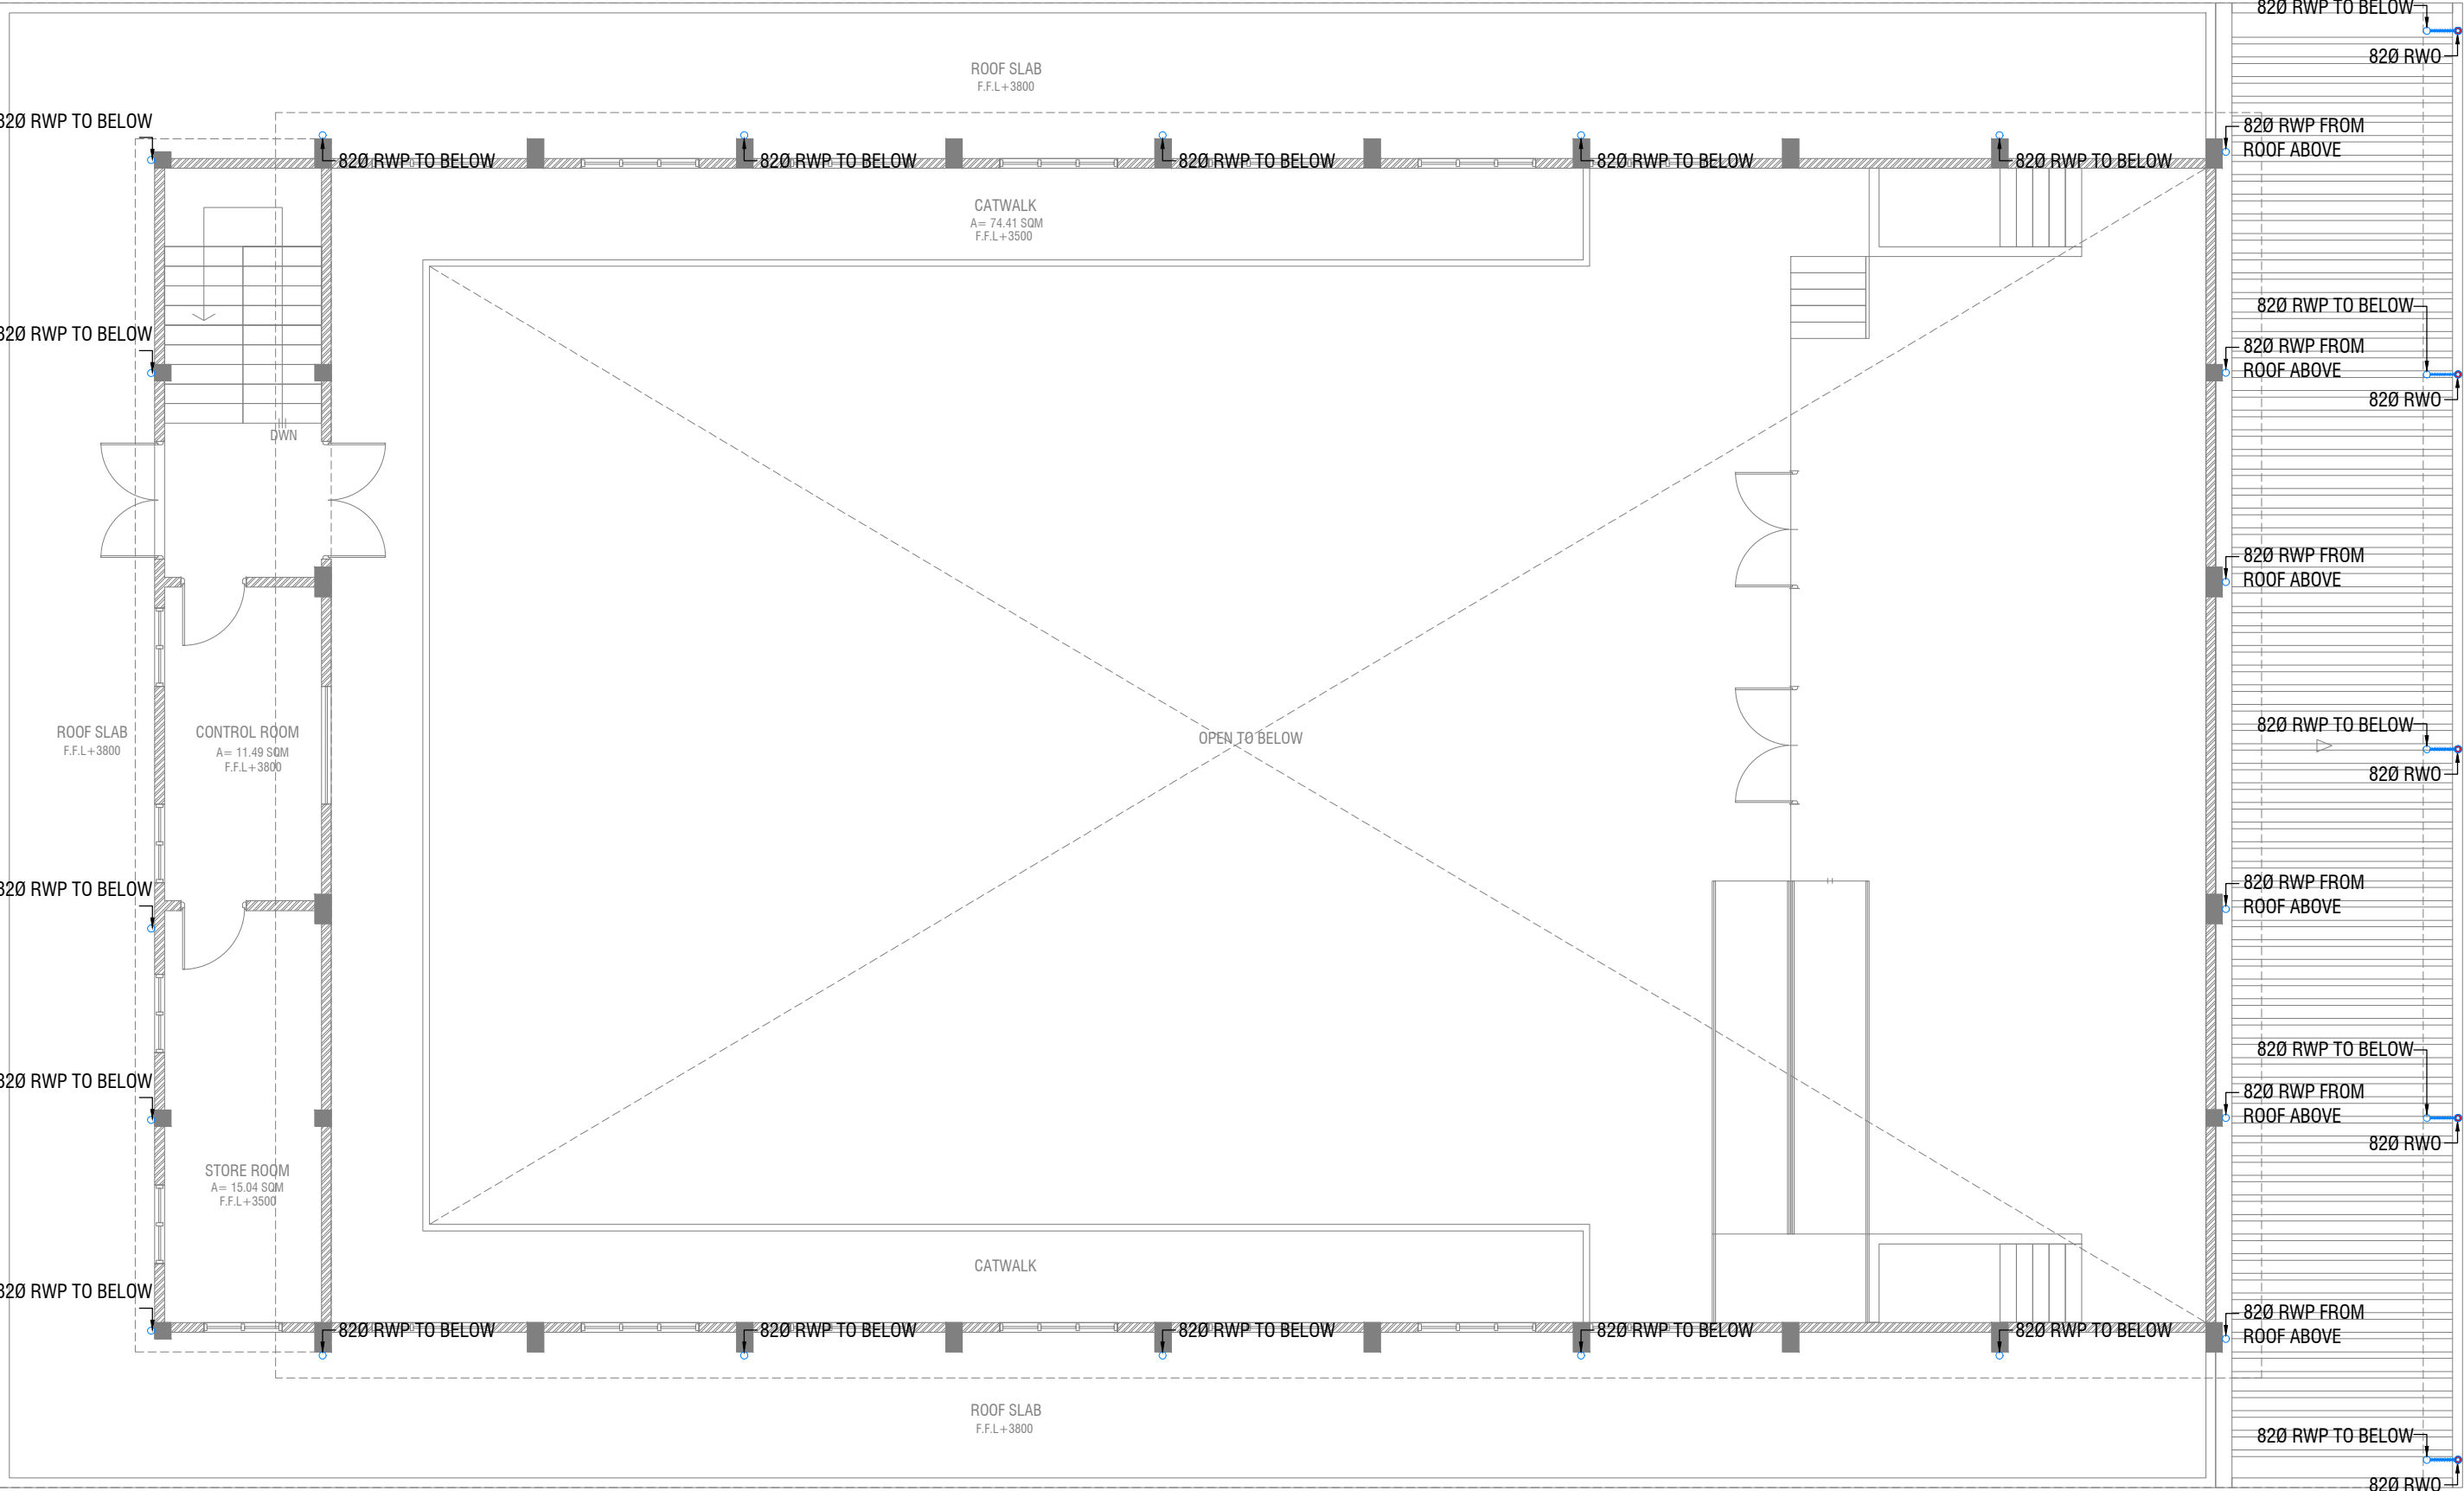 82Ø RWP TO BELOW
82Ø RWO
ROOF SLAB
F.F.L+3800
82Ø RWP TO BELOW
82Ø RWP TO BELOW
82Ø RWP TO BELOW
82Ø RWP TO BELOW
82Ø RWP TO BELOW
82Ø RWP TO BELOW
82Ø RWP FROM
ROOF ABOVE
CATWALK
A= 74.41 SQM
F.F.L+3500
82Ø RWP TO BELOW
82Ø RWP TO BELOW
82Ø RWP FROM
ROOF ABOVE
82Ø RWO
DWN
82Ø RWP FROM
ROOF ABOVE
ROOF SLAB
F.F.L+3800
CONTROL ROOM
A= 11.49 SQM
F.F.L+3800
OPEN TO BELOW
82Ø RWP TO BELOW
82Ø RWO
82Ø RWP TO BELOW
82Ø RWP FROM
ROOF ABOVE
82Ø RWP TO BELOW
82Ø RWP TO BELOW
82Ø RWP FROM
ROOF ABOVE
82Ø RWO
STORE ROOM
A= 15.04 SQM
F.F.L+3500
CATWALK
82Ø RWP TO BELOW
82Ø RWP TO BELOW
82Ø RWP TO BELOW
82Ø RWP TO BELOW
82Ø RWP TO BELOW
82Ø RWP TO BELOW
82Ø RWP FROM
ROOF ABOVE
ROOF SLAB
F.F.L+3800
82Ø RWP TO BELOW
82Ø RWO